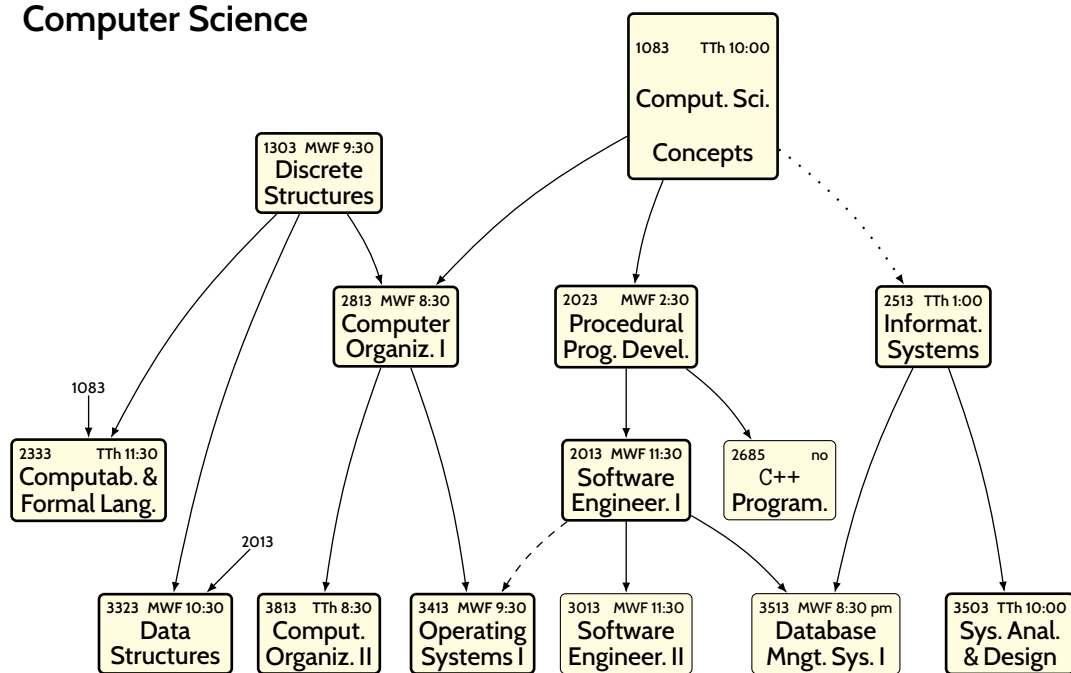 Computer Science
1083 TTh 10:00
Comput. Sci.
Concepts
1303 MWF 9:30
Discrete
Structures
2813 MWF 8:30
Computer
Organiz. I
2023 MWF 2:30
Procedural
Prog. Devel.
2513 TTh 1:00
Informat.
Systems
1083
2333 TTh 11:30
Computab. &
Formal Lang.
2013 MWF 11:30
Software
Engineer. I
2685 no
C++
Program.
2013
3323 MWF 10:30
Data
Structures
3813 TTh 8:30
Comput.
Organiz. II
3413 MWF 9:30
Operating
Systems I
3013 MWF 11:30
Software
Engineer. II
3513 MWF 8:30 pm
Database
Mngt. Sys. I
3503 TTh 10:00
Sys. Anal.
& Design